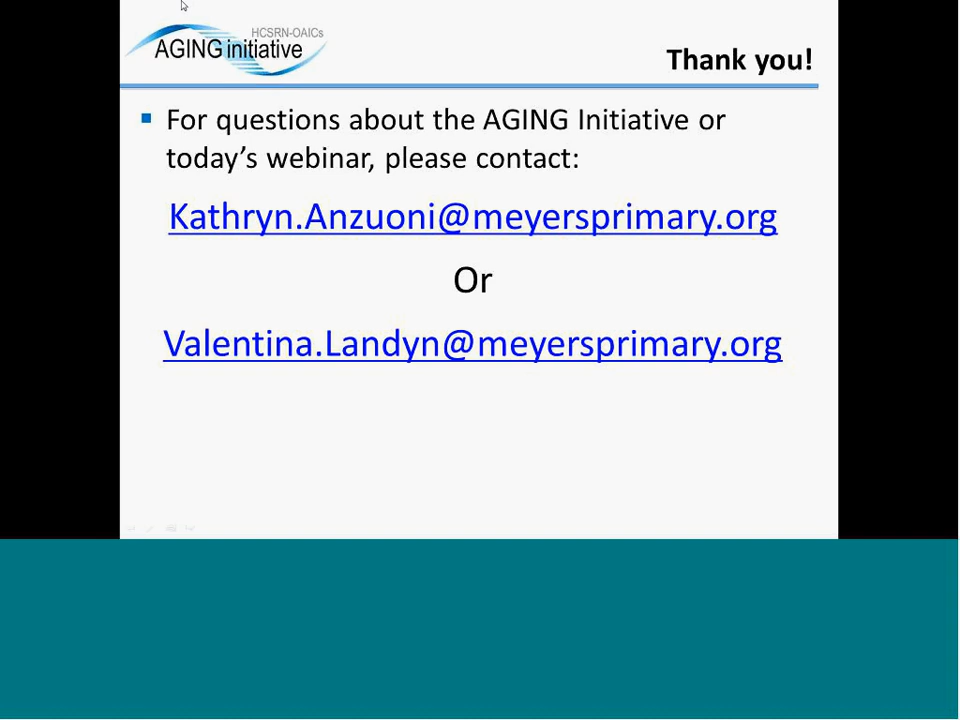 HCSRN-OAICs
AGING initiative
Thank you!
For questions about the AGING Initiative or
today's webinar, please contact:
Kathryn.Anzuoni@meyersprimary.org
Or
Valentina.Landyn@meyersprimary.org